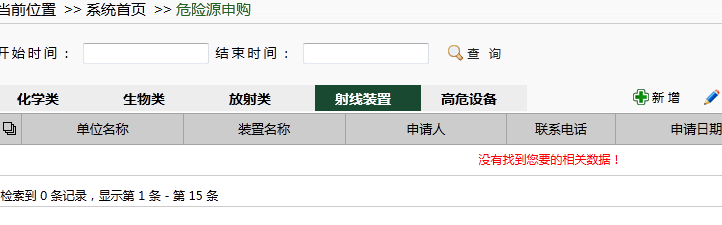 当前位置 >> 系统首页 >> 危险源申购
开始时间： 结束时间： 查 询
化学类 生物类 放射类 射线装置 高危设备 新增
单位名称 装置名称 申请人 联系电话 申请日期
没有找到您要的相关数据！
检索到 0 条记录，显示第 1 条 - 第 15 条